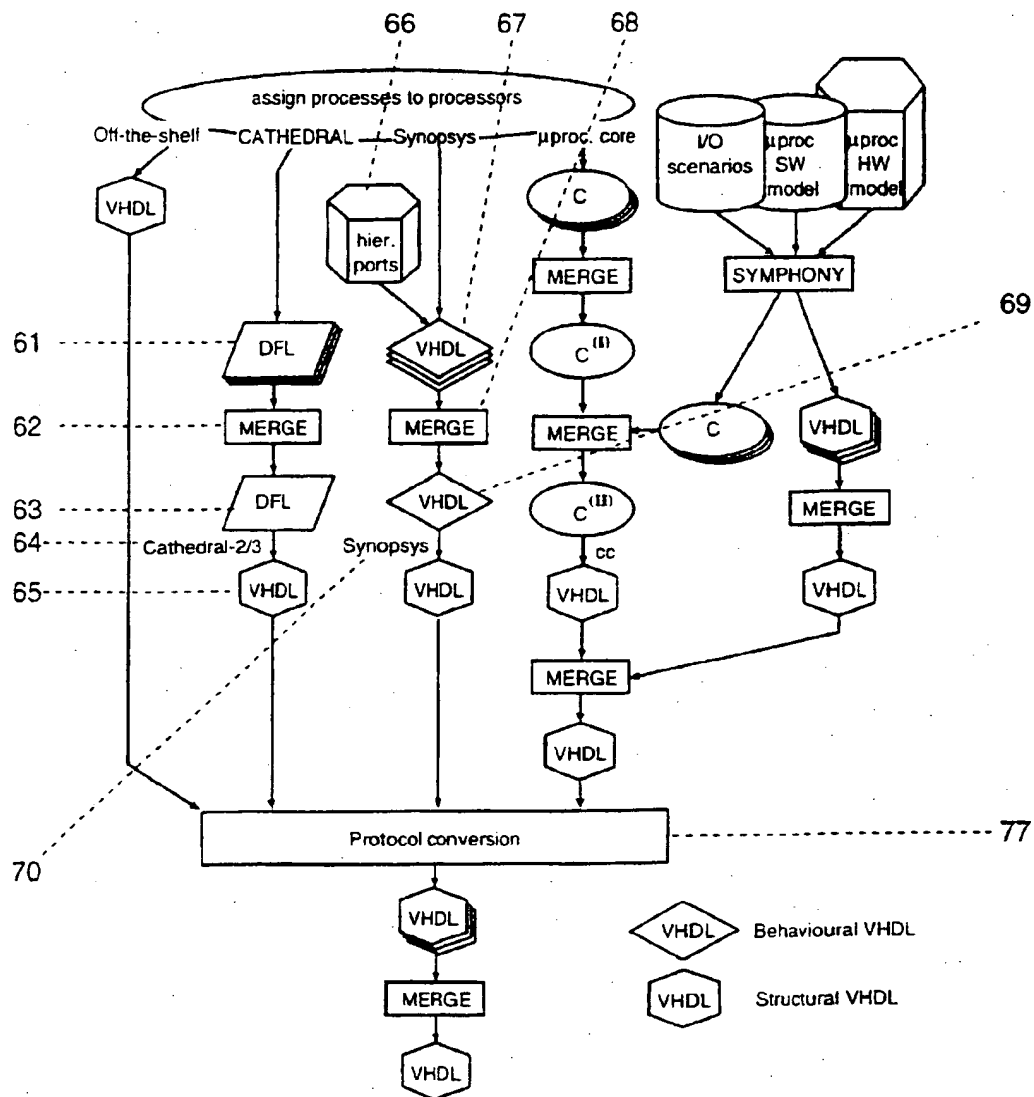 66 67 68
assign processes to processors
Off-the-shelf CATHEDRAL Synopsys μproc. core
I/O scenarios
μproc SW model
μproc HW model
VHDL
hier. ports
C
MERGE
SYMPHONY
69
61
DFL
VHDL
C(I)
62
MERGE
MERGE
MERGE
C
VHDL
63
DFL
VHDL
C(II)
MERGE
64
Cathedral-2/3
Synopsys
cc
65
VHDL
VHDL
VHDL
VHDL
MERGE
VHDL
Protocol conversion
77
70
VHDL
VHDL Behavioural VHDL
MERGE
VHDL Structural VHDL
VHDL